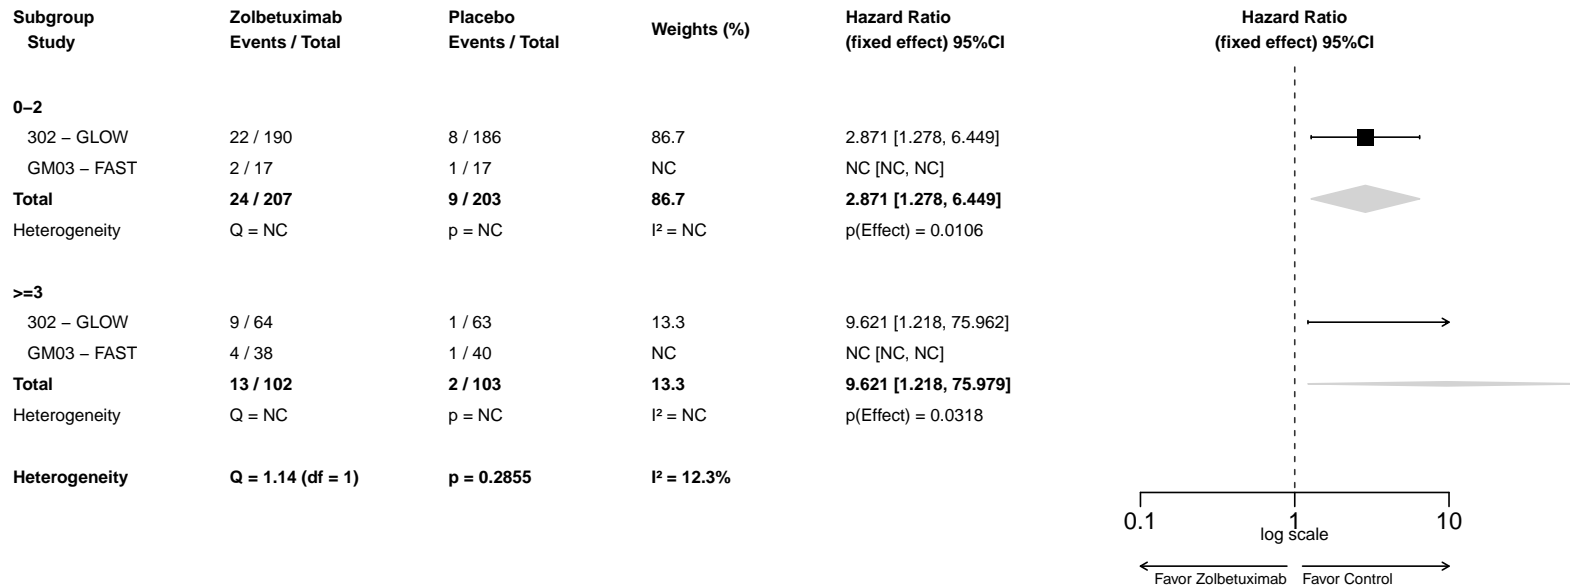 Subgroup Zolbetuximab Placebo Weights (%) Hazard Ratio Hazard Ratio
Study Events / Total Events / Total (fixed effect) 95%CI (fixed effect) 95%CI
0–2
302 – GLOW 22 / 190 8 / 186 86.7 2.871 [1.278, 6.449]
GM03 – FAST 2 / 17 1 / 17 NC NC [NC, NC]
Total 24 / 207 9 / 203 86.7 2.871 [1.278, 6.449]
Heterogeneity Q = NC p = NC I² = NC p(Effect) = 0.0106
>=3
302 – GLOW 9 / 64 1 / 63 13.3 9.621 [1.218, 75.962]
GM03 – FAST 4 / 38 1 / 40 NC NC [NC, NC]
Total 13 / 102 2 / 103 13.3 9.621 [1.218, 75.979]
Heterogeneity Q = NC p = NC I² = NC p(Effect) = 0.0318
Heterogeneity Q = 1.14 (df = 1) p = 0.2855 I² = 12.3%
0.1 1 10
log scale
Favor Zolbetuximab Favor Control